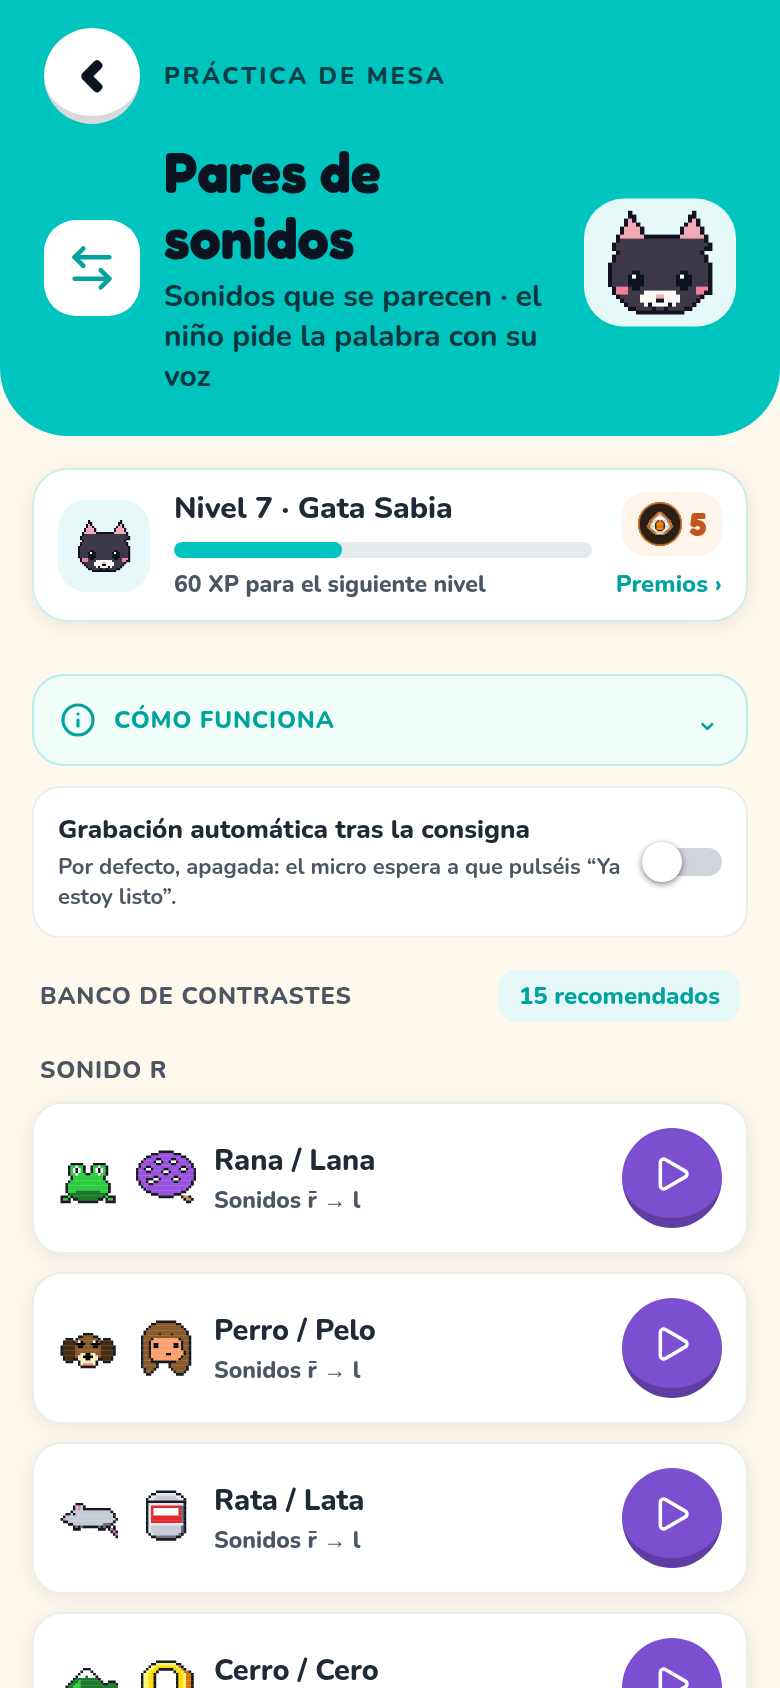 PRÁCTICA DE MESA
Pares de
sonidos
Sonidos que se parecen · el
niño pide la palabra con su
voz
Nivel 7 · Gata Sabia
5
60 XP para el siguiente nivel
Premios ›
CÓMO FUNCIONA
Grabación automática tras la consigna
Por defecto, apagada: el micro espera a que pulséis “Ya
estoy listo”.
BANCO DE CONTRASTES
15 recomendados
SONIDO R
Rana / Lana
Sonidos r̄ → l
Perro / Pelo
Sonidos r̄ → l
Rata / Lata
Sonidos r̄ → l
Cerro / Cero